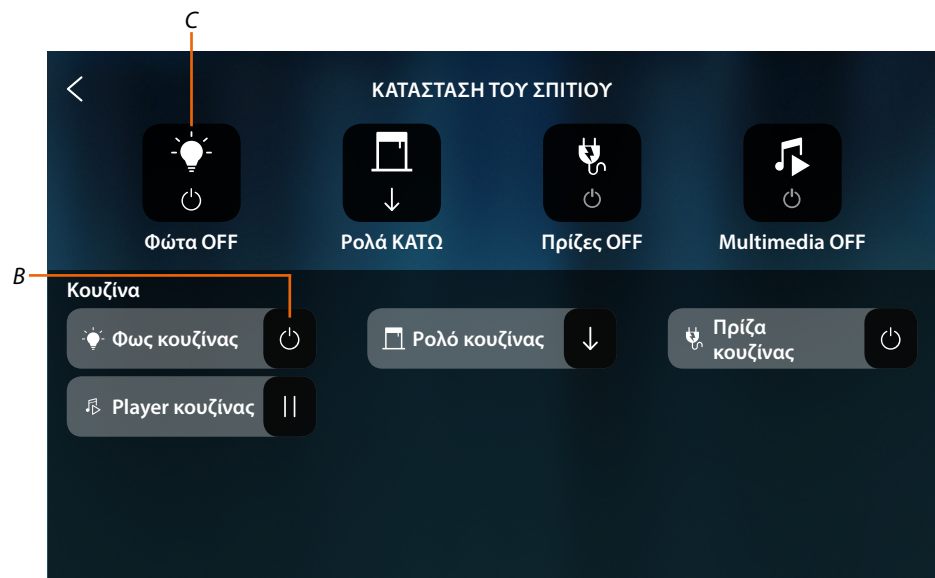 C
ΚΑΤΑΣΤΑΣΗ ΤΟΥ ΣΠΙΤΙΟΥ
Φώτα OFF
Ρολά ΚΑΤΩ
Πρίζες OFF
Multimedia OFF
B
Κουζίνα
Φως κουζίνας
Ρολό κουζίνας
Πρίζα
κουζίνας
Player κουζίνας